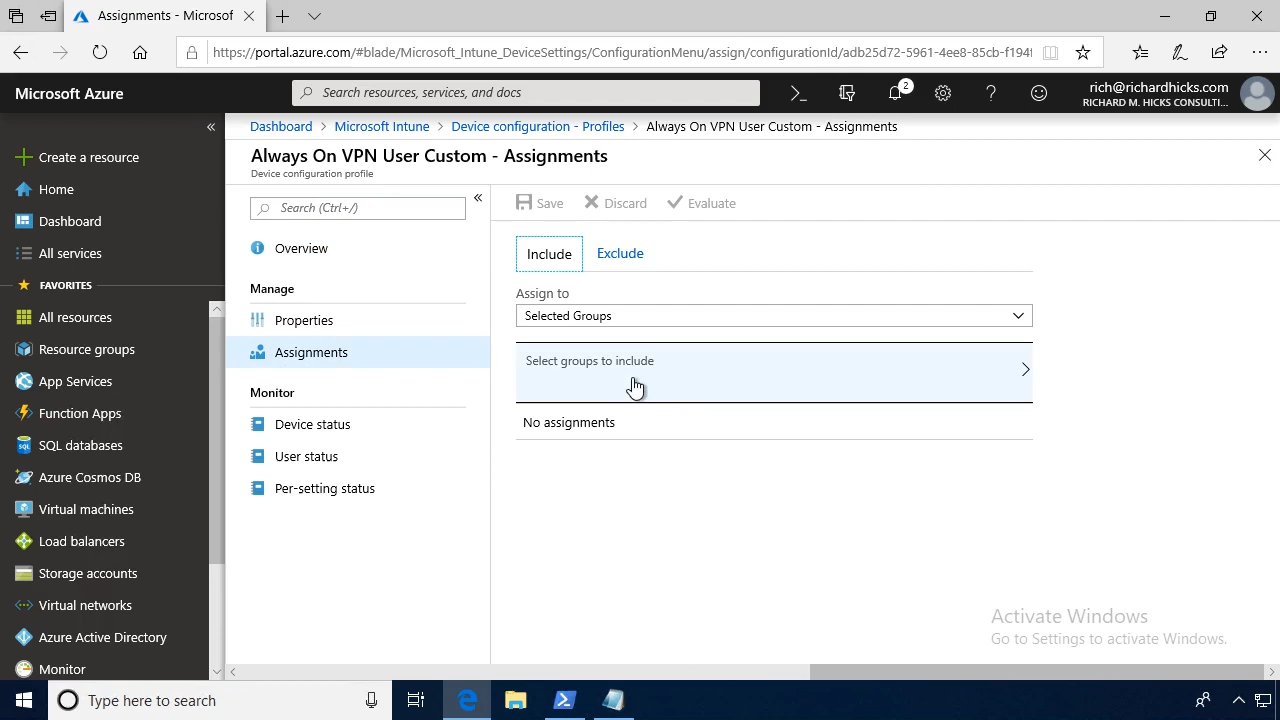 Assignments - Microsof
https://portal.azure.com/#blade/Microsoft_Intune_DeviceSettings/ConfigurationMenu/assign/configurationId/adb25d72-5961-4ee8-85cb-f194f
Microsoft Azure
Search resources, services, and docs
2
rich@richardhicks.com
RICHARD M. HICKS CONSULTI...
Dashboard > Microsoft Intune > Device configuration - Profiles > Always On VPN User Custom - Assignments
Always On VPN User Custom - Assignments
Device configuration profile
Create a resource
Home
Dashboard
All services
FAVORITES
All resources
Resource groups
App Services
Function Apps
SQL databases
Azure Cosmos DB
Virtual machines
Load balancers
Storage accounts
Virtual networks
Azure Active Directory
Monitor
Search (Ctrl+/)
Overview
Manage
Properties
Assignments
Monitor
Device status
User status
Per-setting status
Save Discard Evaluate
Include Exclude
Assign to
Selected Groups
Select groups to include
No assignments
Activate Windows
Go to Settings to activate Windows.
Type here to search